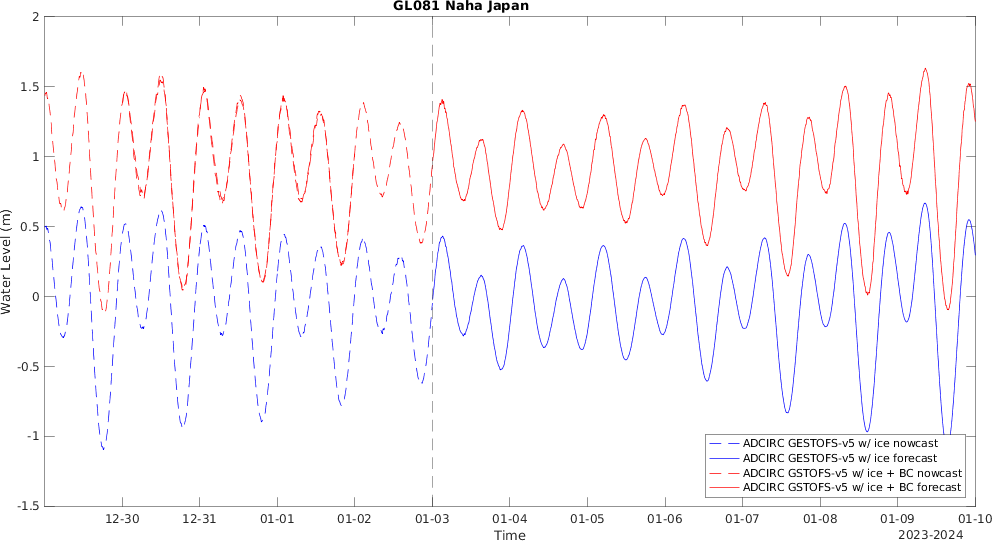 GL081 Naha Japan
2
1.5
1
0.5
0
-0.5
-1
-1.5
Water Level (m)
ADCIRC GESTOFS-v5 w/ ice nowcast
ADCIRC GESTOFS-v5 w/ ice forecast
ADCIRC GSTOFS-v5 w/ ice + BC nowcast
ADCIRC GSTOFS-v5 w/ ice + BC forecast
12-30 12-31 01-01 01-02 01-03 01-04 01-05 01-06 01-07 01-08 01-09 01-10
Time
2023-2024